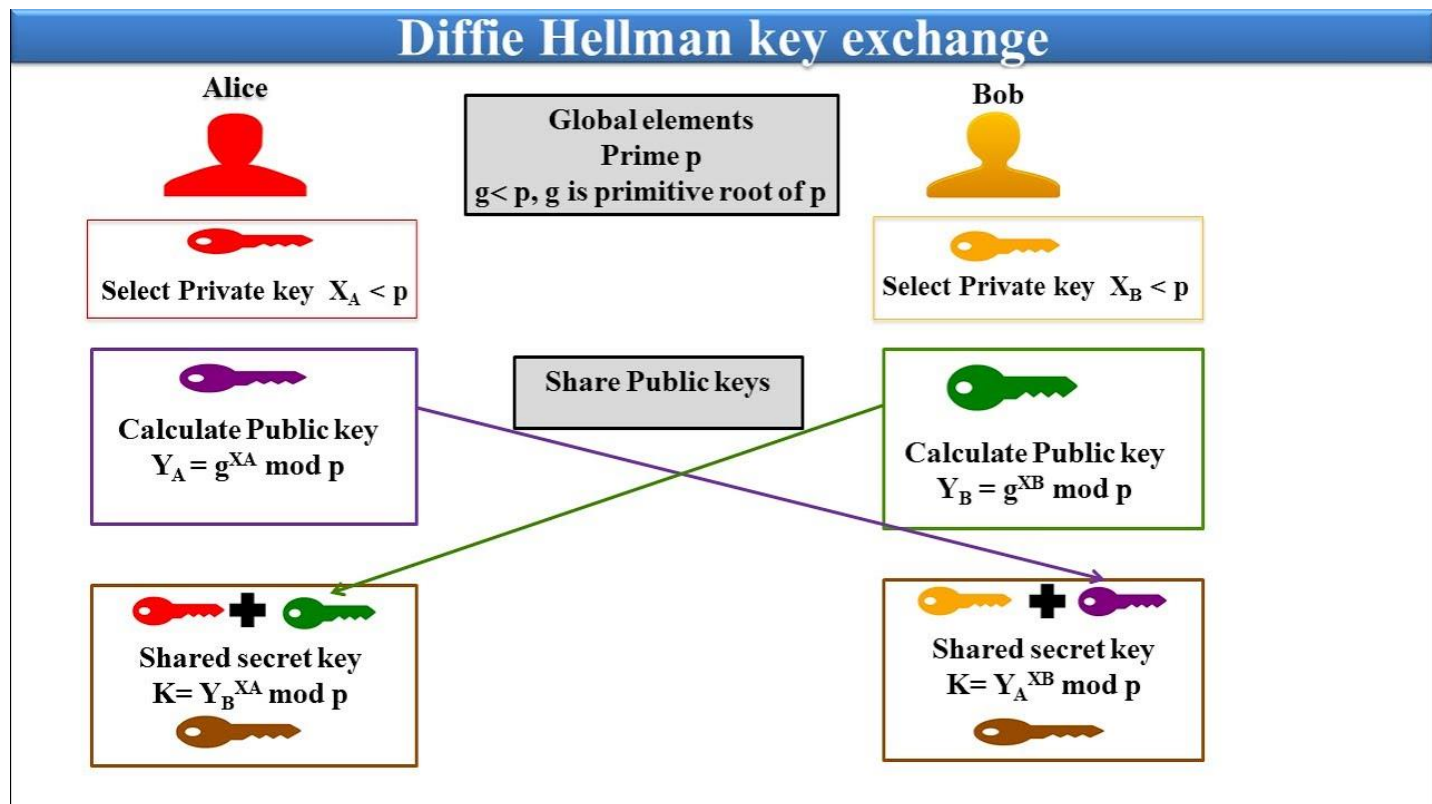 Diffie Hellman key exchange
Alice
Bob
Global elements
Prime p
g< p, g is primitive root of p
Select Private key X_A < p
Select Private key X_B < p
Share Public keys
Calculate Public key
Y_A = g^XA mod p
Calculate Public key
Y_B = g^XB mod p
Shared secret key
K= Y_B^XA mod p
Shared secret key
K= Y_A^XB mod p